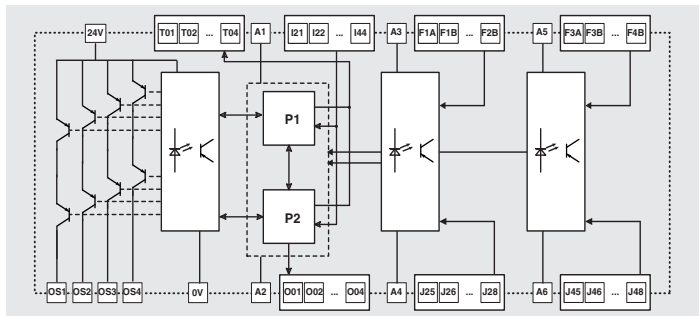 24V T01 T02 ... T04 A1 I21 I22 ... I44 A3 F1A F1B ... F2B A5 F3A F3B ... F4B
P1
P2
OS1 OS2 OS3 OS4 0V A2 O01 O02 ... O04 A4 J25 J26 ... J28 A6 J45 J46 ... J48